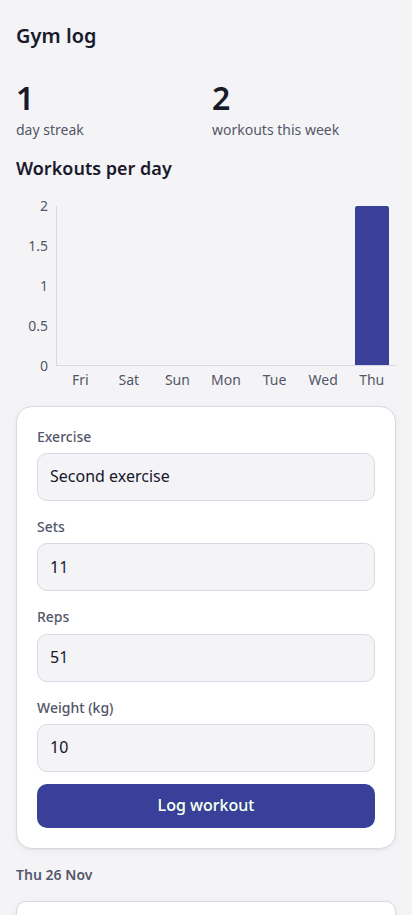 Gym log
1 2
day streak workouts this week
Workouts per day
2
1.5
1
0.5
0
Fri Sat Sun Mon Tue Wed Thu
Exercise
Second exercise
Sets
11
Reps
51
Weight (kg)
10
Log workout
Thu 26 Nov